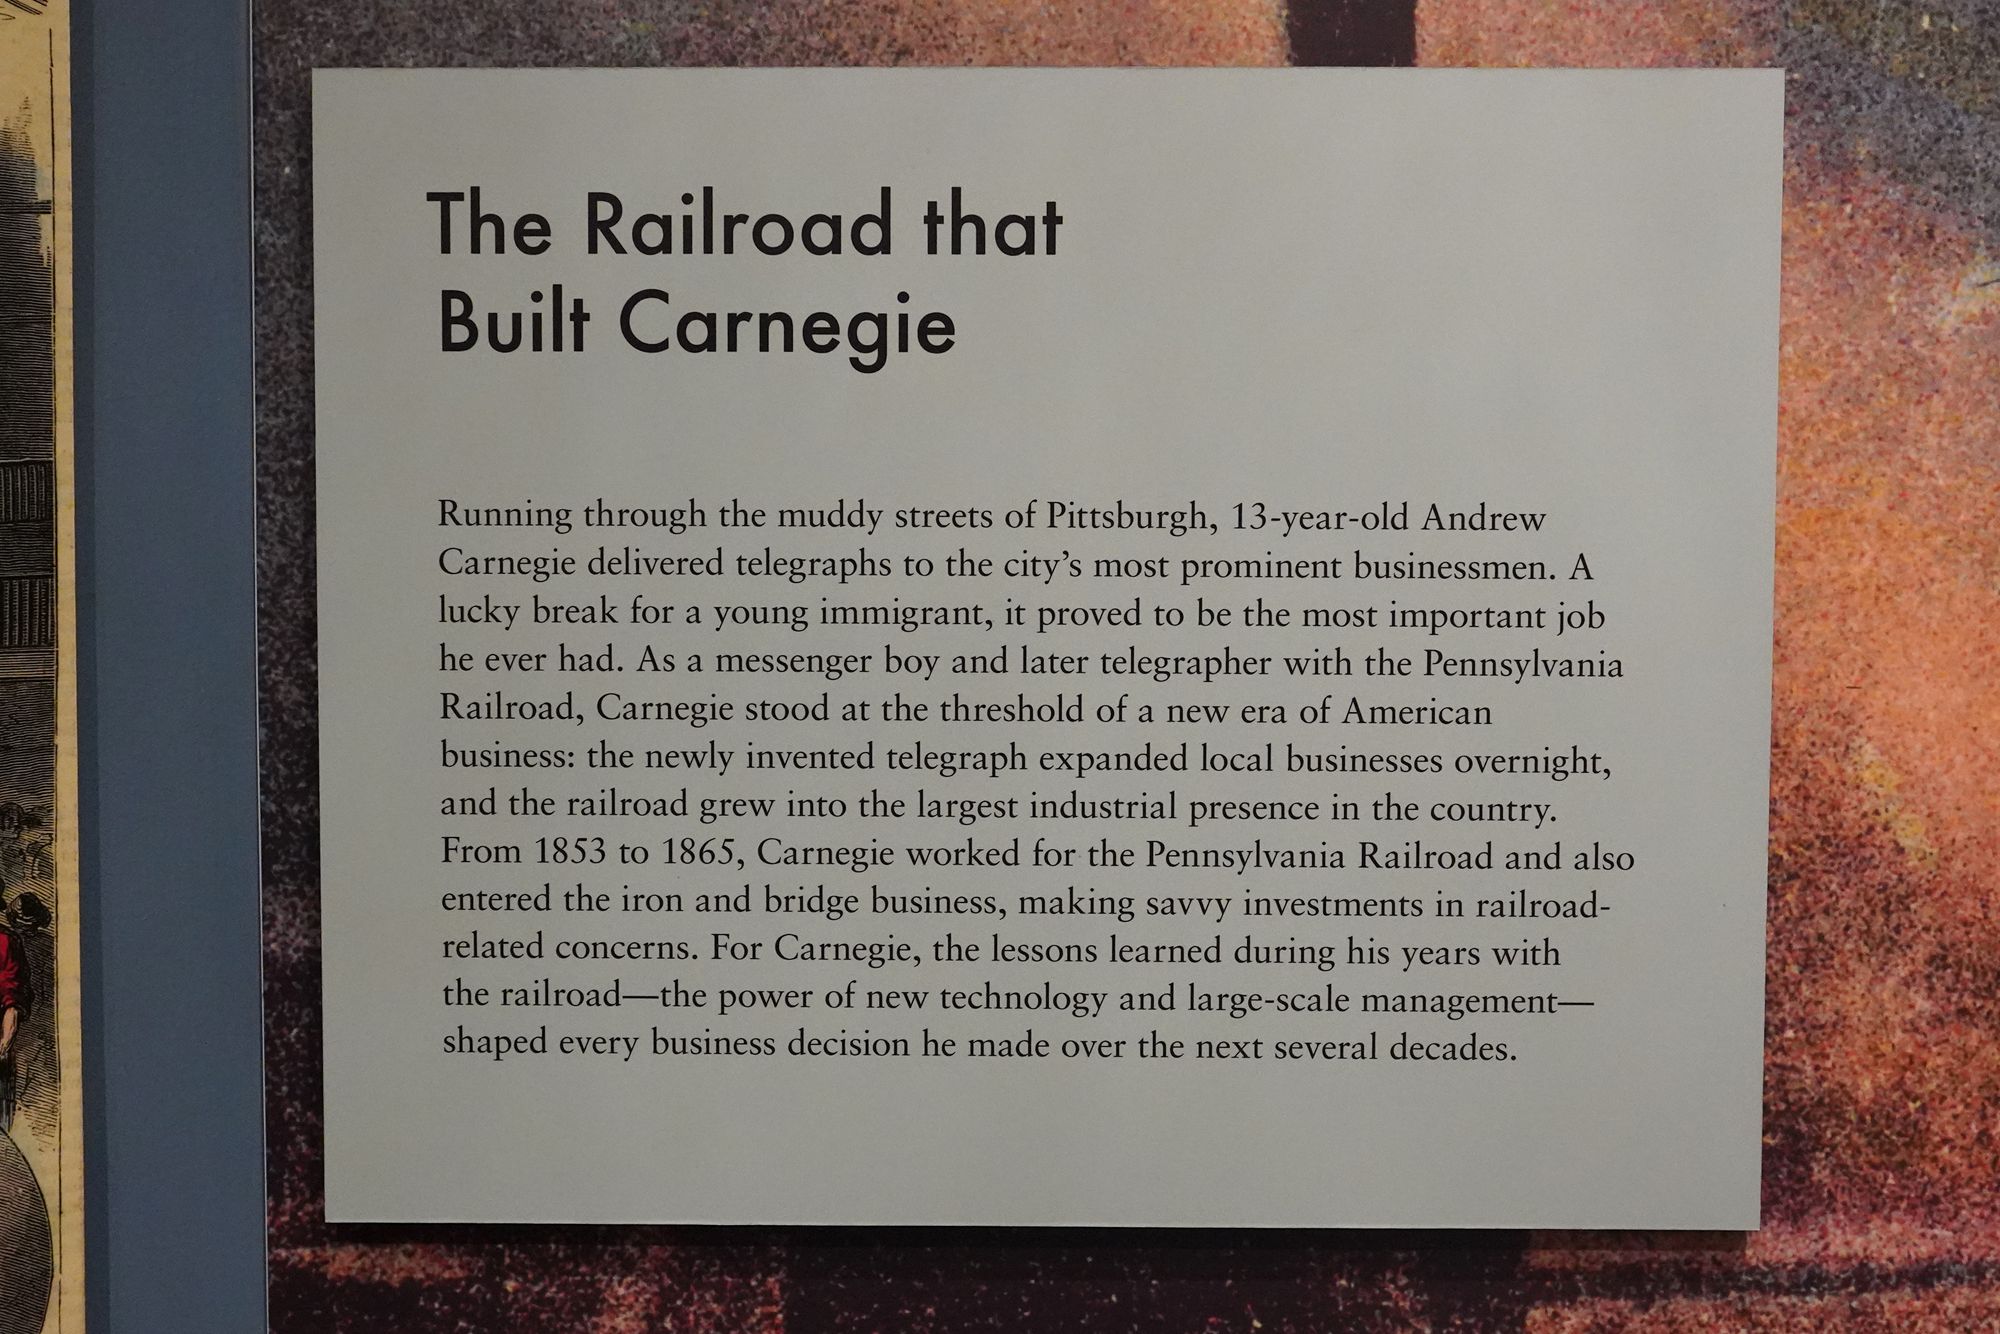 The Railroad that
Built Carnegie
Running through the muddy streets of Pittsburgh, 13-year-old Andrew
Carnegie delivered telegraphs to the city’s most prominent businessmen. A
lucky break for a young immigrant, it proved to be the most important job
he ever had. As a messenger boy and later telegrapher with the Pennsylvania
Railroad, Carnegie stood at the threshold of a new era of American
business: the newly invented telegraph expanded local businesses overnight,
and the railroad grew into the largest industrial presence in the country.
From 1853 to 1865, Carnegie worked for the Pennsylvania Railroad and also
entered the iron and bridge business, making savvy investments in railroad-
related concerns. For Carnegie, the lessons learned during his years with
the railroad—the power of new technology and large-scale management—
shaped every business decision he made over the next several decades.